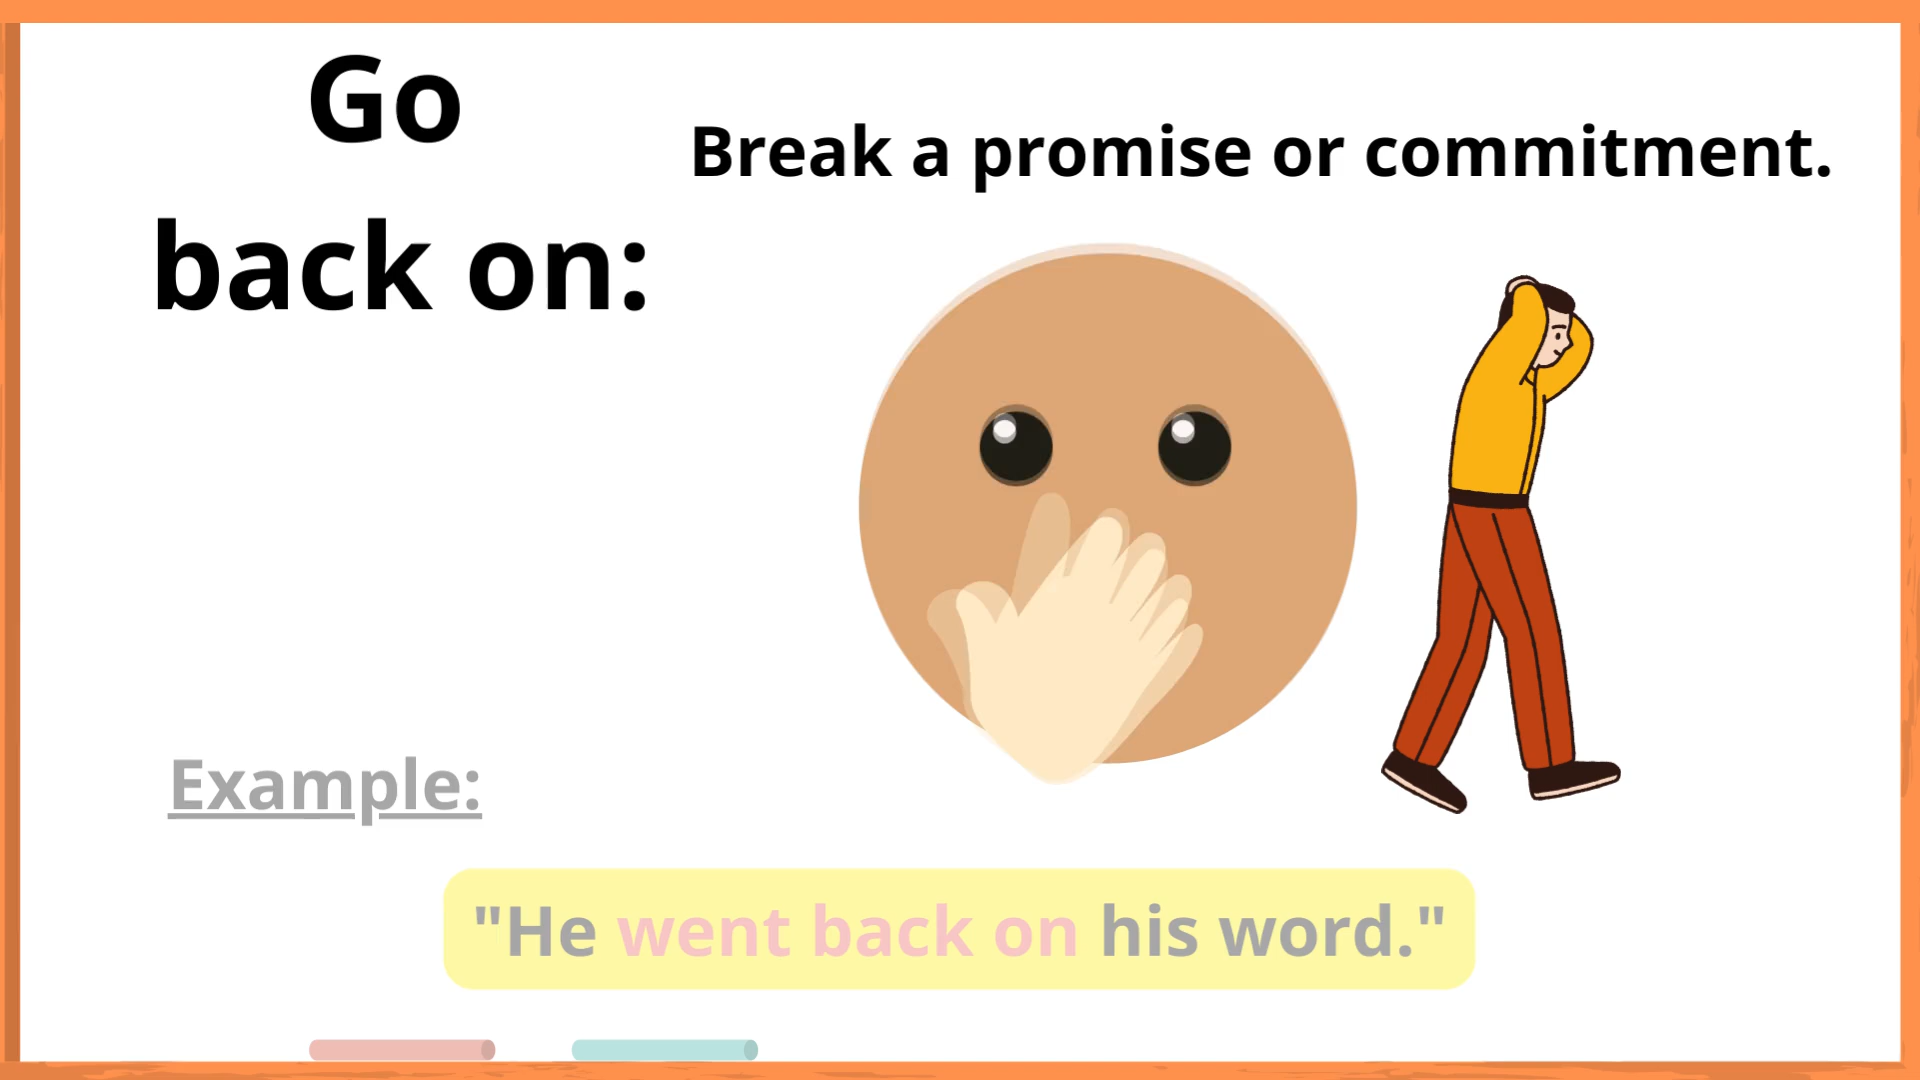 Go
back on:
Break a promise or commitment.
Example:
"He went back on his word."